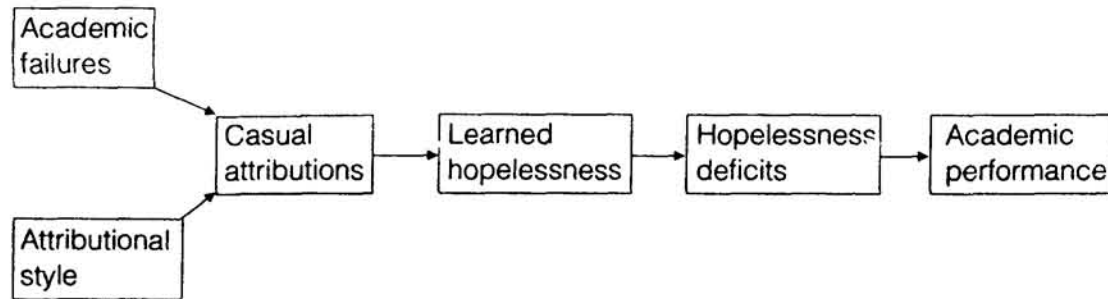 Academic
failures
Casual
attributions
Learned
hopelessness
Hopelessness
deficits
Academic
performance
Attributional
style